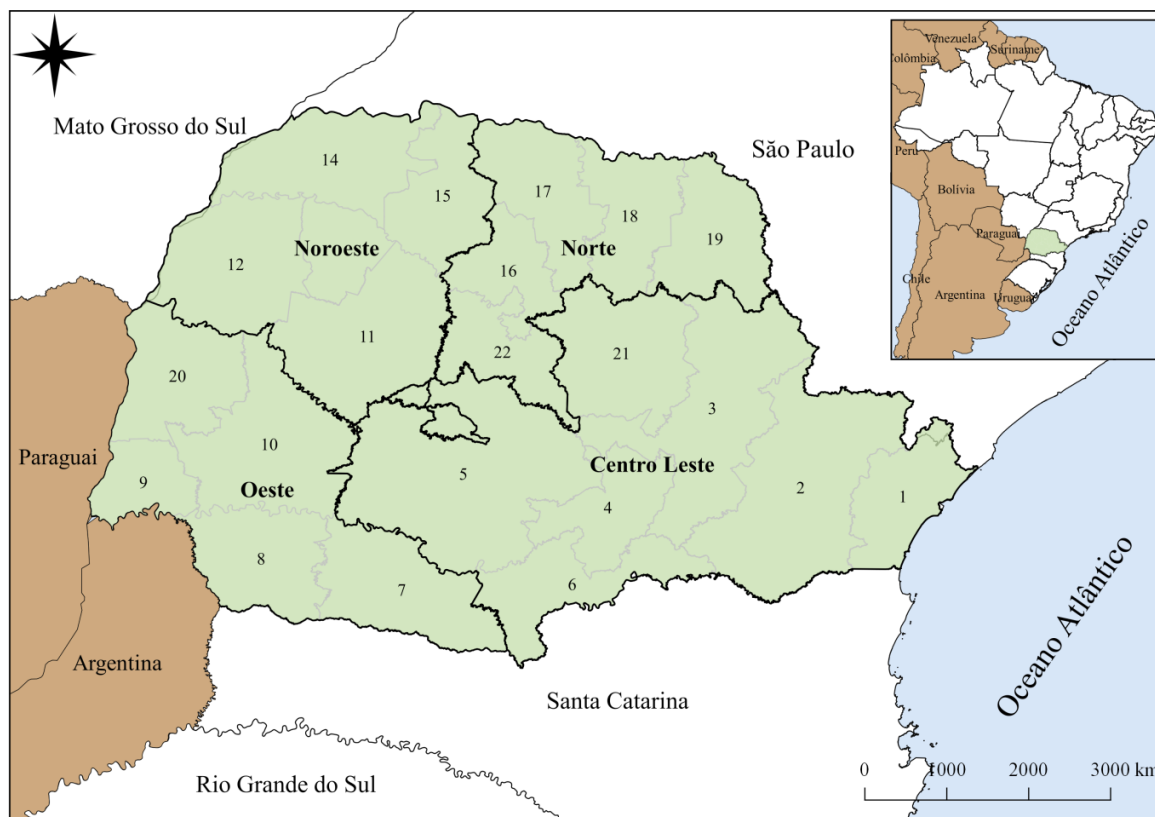 Mato Grosso do Sul
São Paulo
14
15
17
18
19
12
Noroeste
Norte
16
11
22
21
20
3
Paraguai
10
9
Oeste
5
Centro Leste
4
2
1
8
7
6
Argentina
Santa Catarina
Rio Grande do Sul
Oceano Atlântico
0 1000 2000 3000 km
Venezuela
Suriname
Colômbia
Peru
Bolívia
Paraguai
Chile
Argentina
Uruguai
Oceano Atlântico